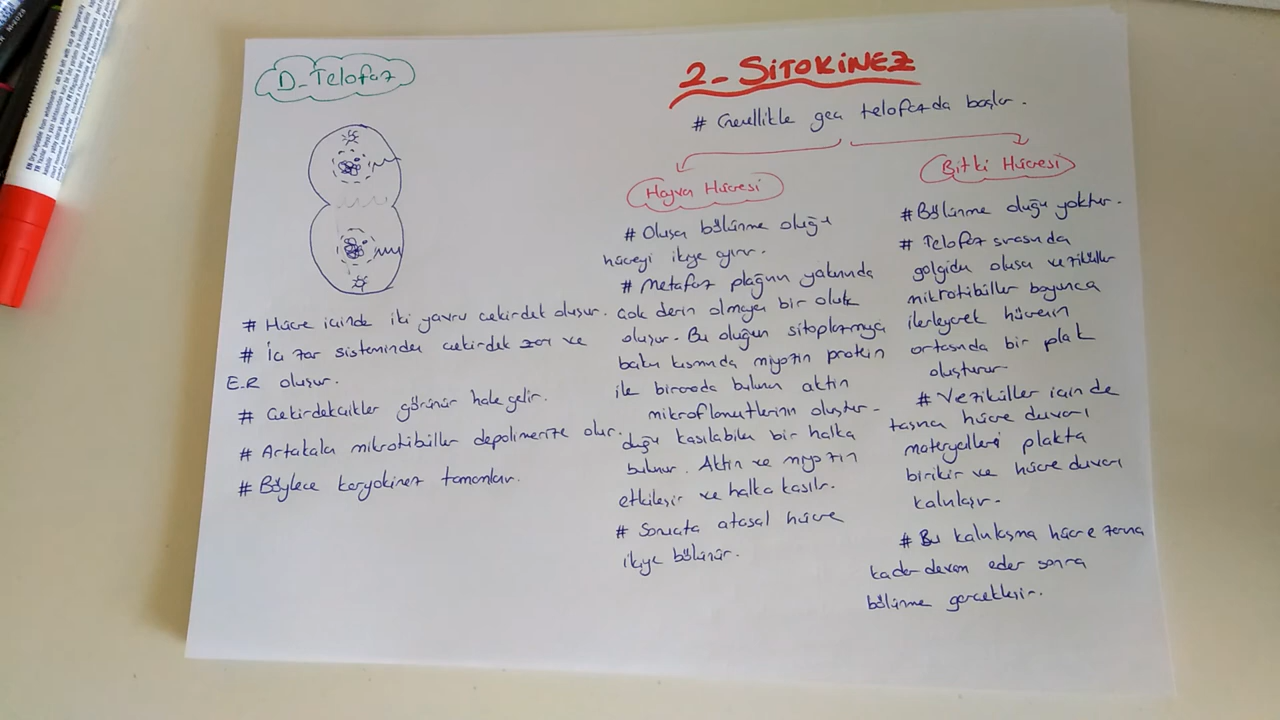 D_Telofaz
# Hücre içinde iki yavru çekirdek oluşur.
# İç zar sisteminden çekirdek zarı ve
E.R oluşur.
# Çekirdekçikler görünür hale gelir.
# Artakalan mikrotübüller depolimerize olur.
# Böylece karyokinez tamamlanır.
2- SİTOKİNEZ
# Genellikle geç telofazda başlar.
Hayvan Hücresi
# Oluşan bölünme oluğu
hücreyi ikiye ayırır.
# Metafaz plağının yakınında
çok derin olmayan bir oluk
oluşur. Bu oluğun sitoplazmaya
bakan kısmında miyozin protein
ile birarada bulunan aktin
mikroflamentlerinin oluştur-
duğu kasılabilen bir halka
bulunur. Aktin ve miyozin
etkileşir ve halka kasılır.
# Sonuçta atasal hücre
ikiye bölünür.
Bitki Hücresi
# Bölünme oluğu yoktur.
# Telofaz sırasında
golgiden oluşan veziküller
mikrotübüller boyunca
ilerleyerek hücrenin
ortasında bir plak
oluşturur.
# Veziküller içinde
taşınan hücre duvarı
materyalleri plakta
birikir ve hücre duvarı
kalınlaşır.
# Bu kalınlaşma hücre zarına
kadar devam eder sonra
bölünme gerçekleşir.